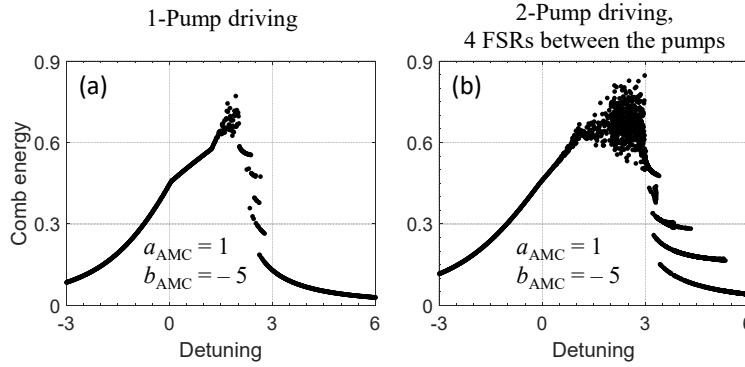 1-Pump driving
2-Pump driving,
4 FSRs between the pumps
(a)
(b)
Comb energy
0.9
0.6
0.3
0
-3
0
3
6
Detuning
a_AMC = 1
b_AMC = – 5
0.9
0.6
0.3
0
-3
0
3
6
Detuning
a_AMC = 1
b_AMC = – 5